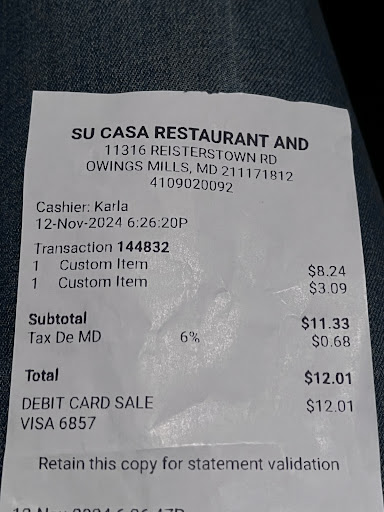 SU CASA RESTAURANT AND
11316 REISTERSTOWN RD
OWINGS MILLS, MD 211171812
4109020092
Cashier: Karla
12-Nov-2024 6:26:20P
Transaction 144832
1 Custom Item $8.24
1 Custom Item $3.09
Subtotal $11.33
Tax De MD 6% $0.68
Total $12.01
DEBIT CARD SALE $12.01
VISA 6857
Retain this copy for statement validation